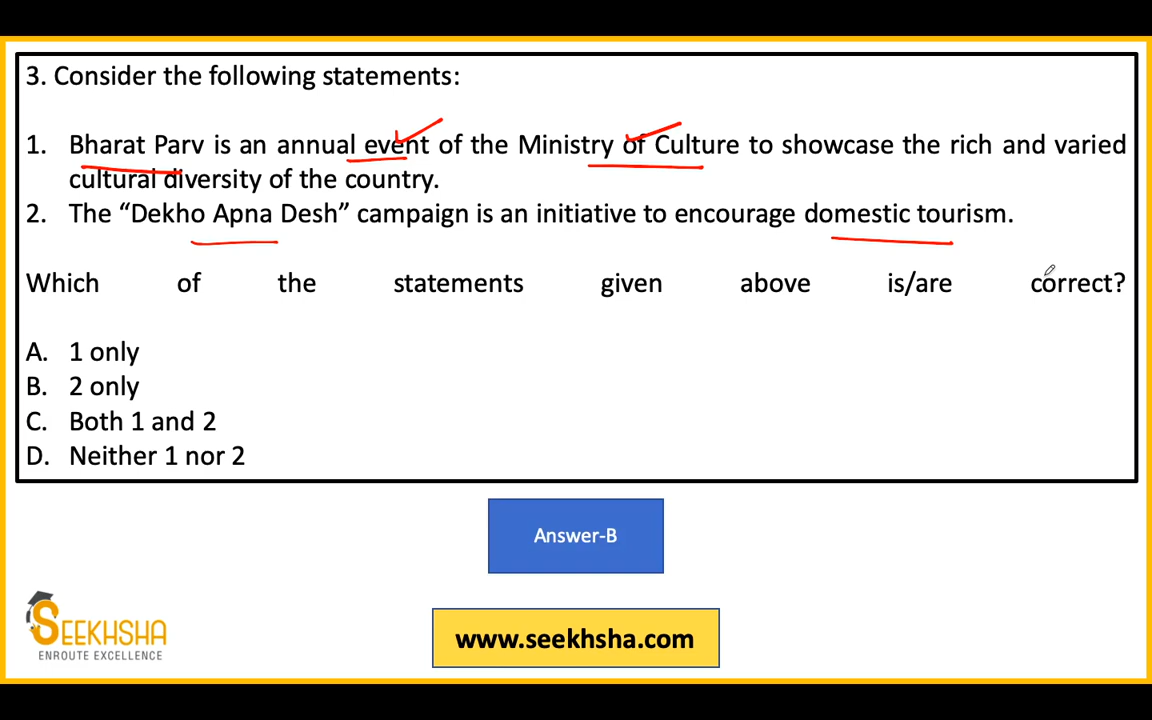 3. Consider the following statements:
1. Bharat Parv is an annual event of the Ministry of Culture to showcase the rich and varied
cultural diversity of the country.
2. The “Dekho Apna Desh” campaign is an initiative to encourage domestic tourism.
Which of the statements given above is/are correct?
A. 1 only
B. 2 only
C. Both 1 and 2
D. Neither 1 nor 2
Answer-B
SEEKHSHA
ENROUTE EXCELLENCE
www.seekhsha.com